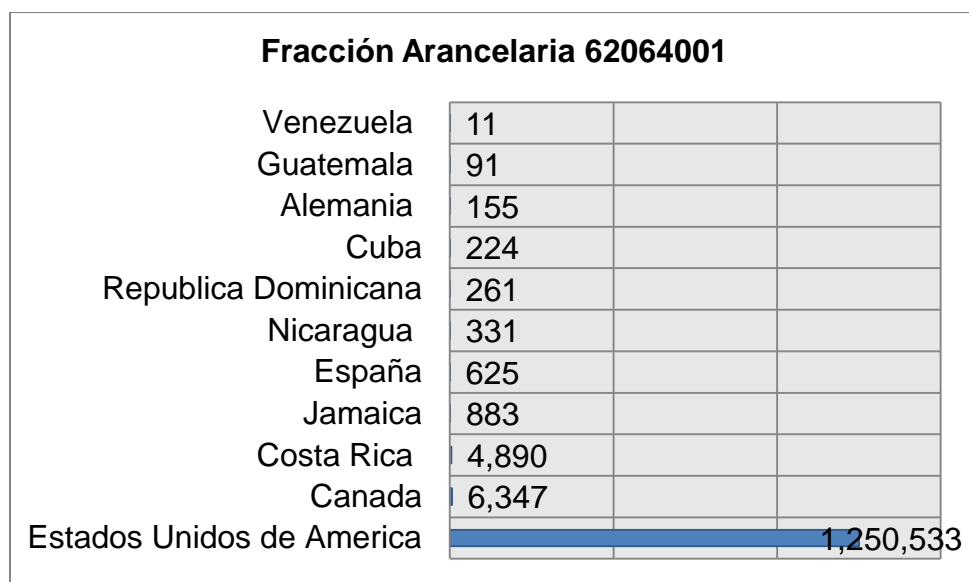 Fracción Arancelaria 62064001
Venezuela 11
Guatemala 91
Alemania 155
Cuba 224
Republica Dominicana 261
Nicaragua 331
España 625
Jamaica 883
Costa Rica 4,890
Canada 6,347
Estados Unidos de America 1,250,533